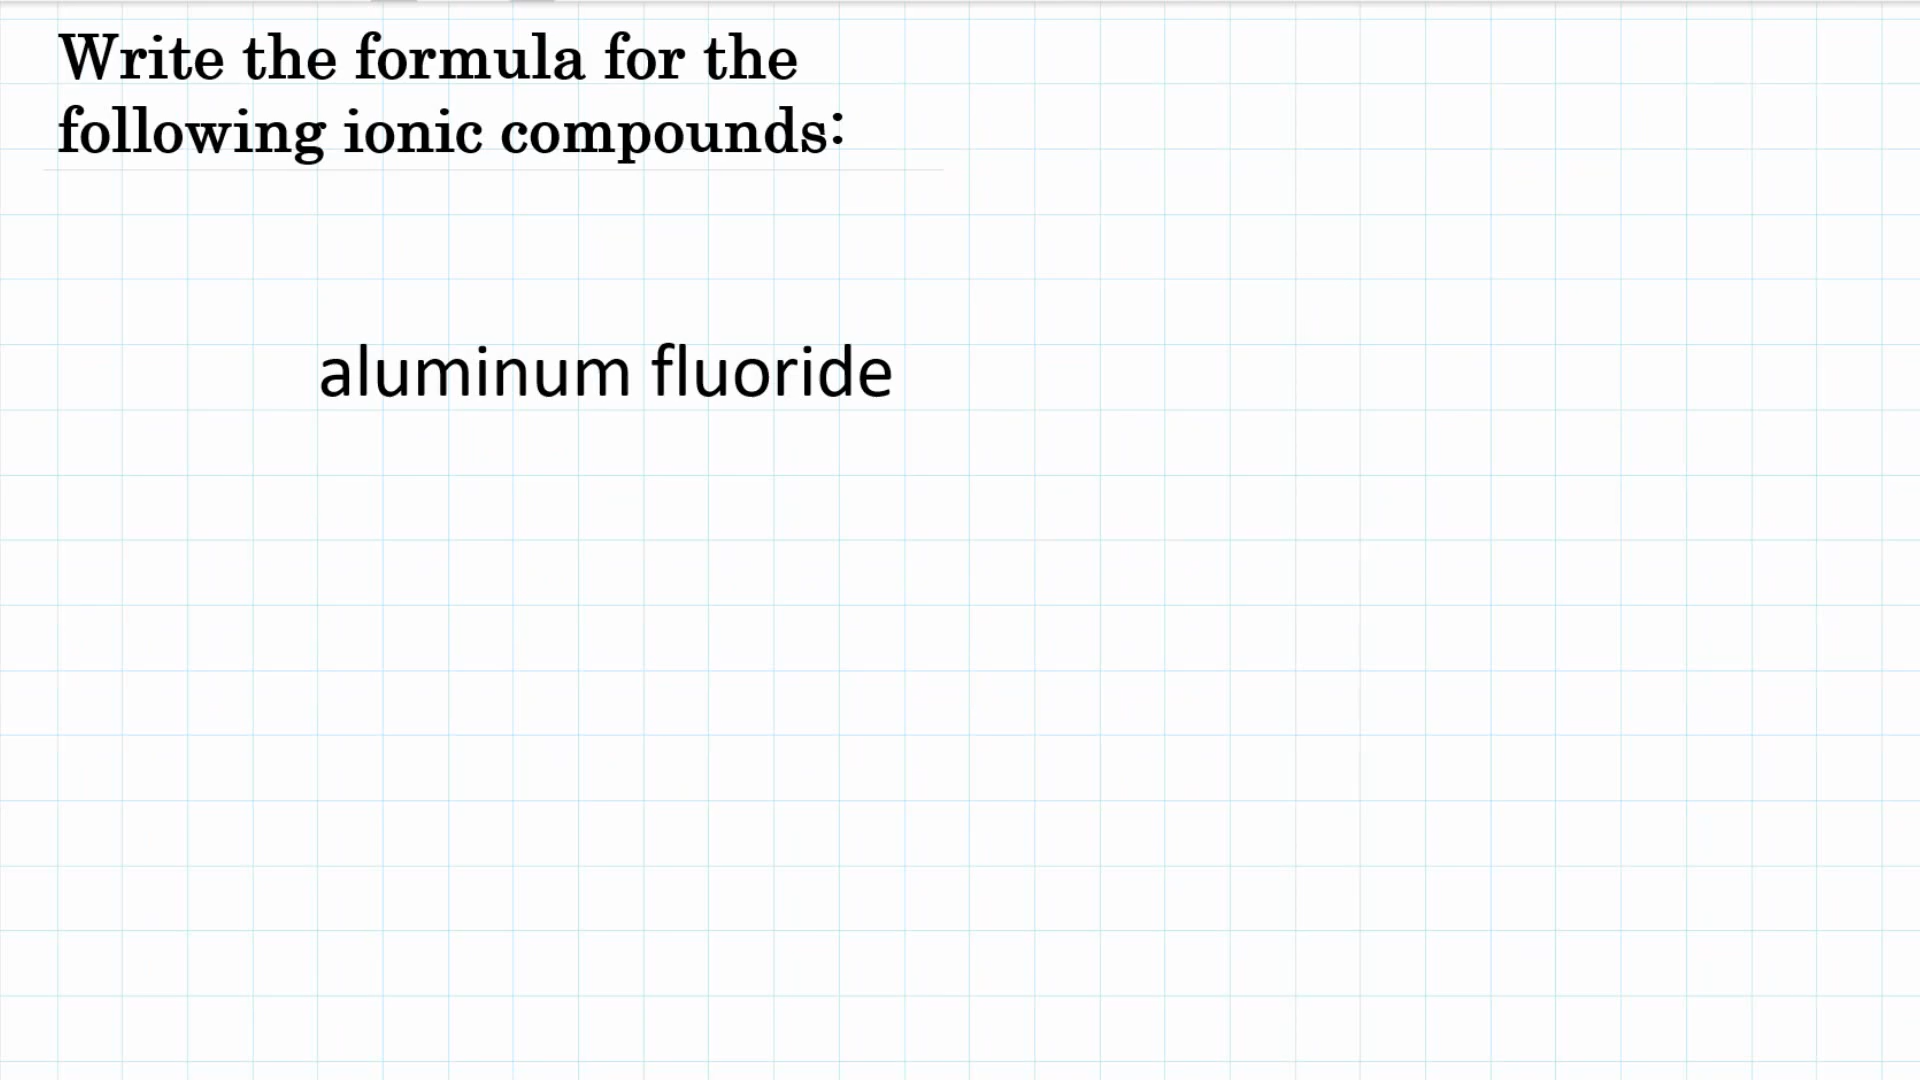 Write the formula for the
following ionic compounds:
aluminum fluoride